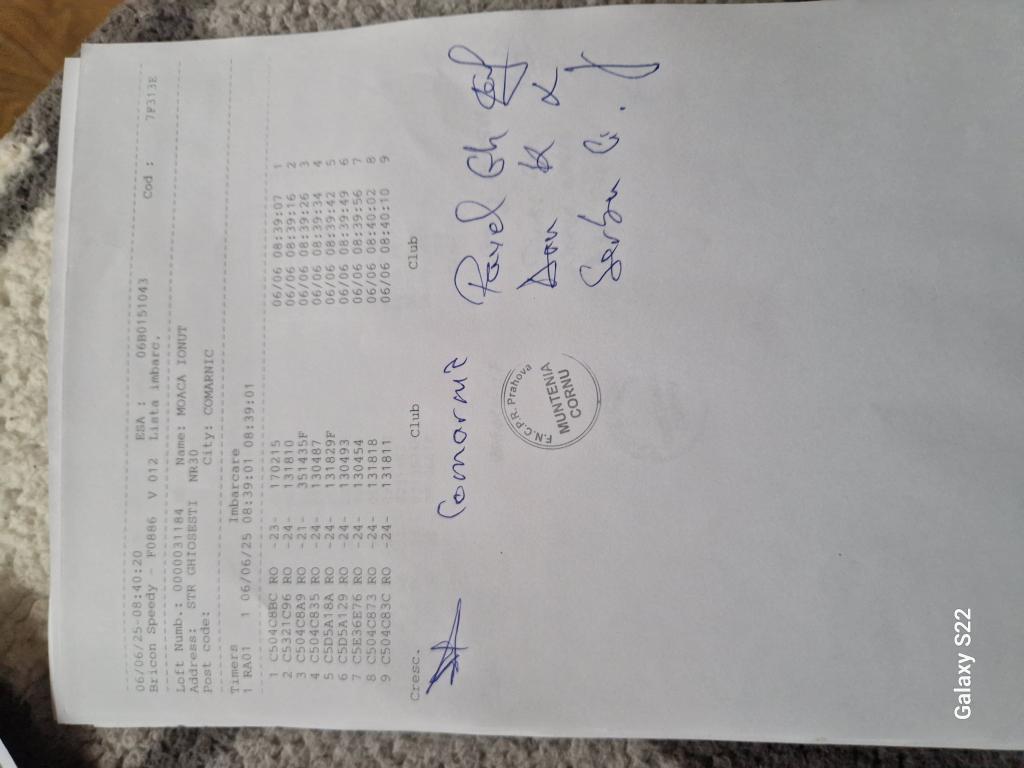 06/06/25-08:40:20 ESA : 06B0151043 Cod : 7F313E
Bricon Speedy - F0886 V 012 Lista imbarc.
Loft Numb.: 0000031184 Name: MOACA IONUT
Address: STR GHIOSESTI NR30
Post code: City: COMARNIC
Timers Imbarcare
1 RA01 1 06/06/25 08:39:01 08:39:01
1 C504C8BC RO -23- 170215 06/06 08:39:07 1
2 C5321C96 RO -24- 131810 06/06 08:39:16 2
3 C504C8A9 RO -21- 351435F 06/06 08:39:26 3
4 C504C835 RO -24- 130487 06/06 08:39:34 4
5 C5D5A18A RO -24- 131829F 06/06 08:39:42 5
6 C5D5A129 RO -24- 130493 06/06 08:39:49 6
7 C5E36E76 RO -24- 130454 06/06 08:39:56 7
8 C504C873 RO -24- 131818 06/06 08:40:02 8
9 C504C83C RO -24- 131811 06/06 08:40:10 9
Cresc. Club Club
Pavel Gh
F.N.C.P.R. Prahova
MUNTENIA
CORNU
Galaxy S22